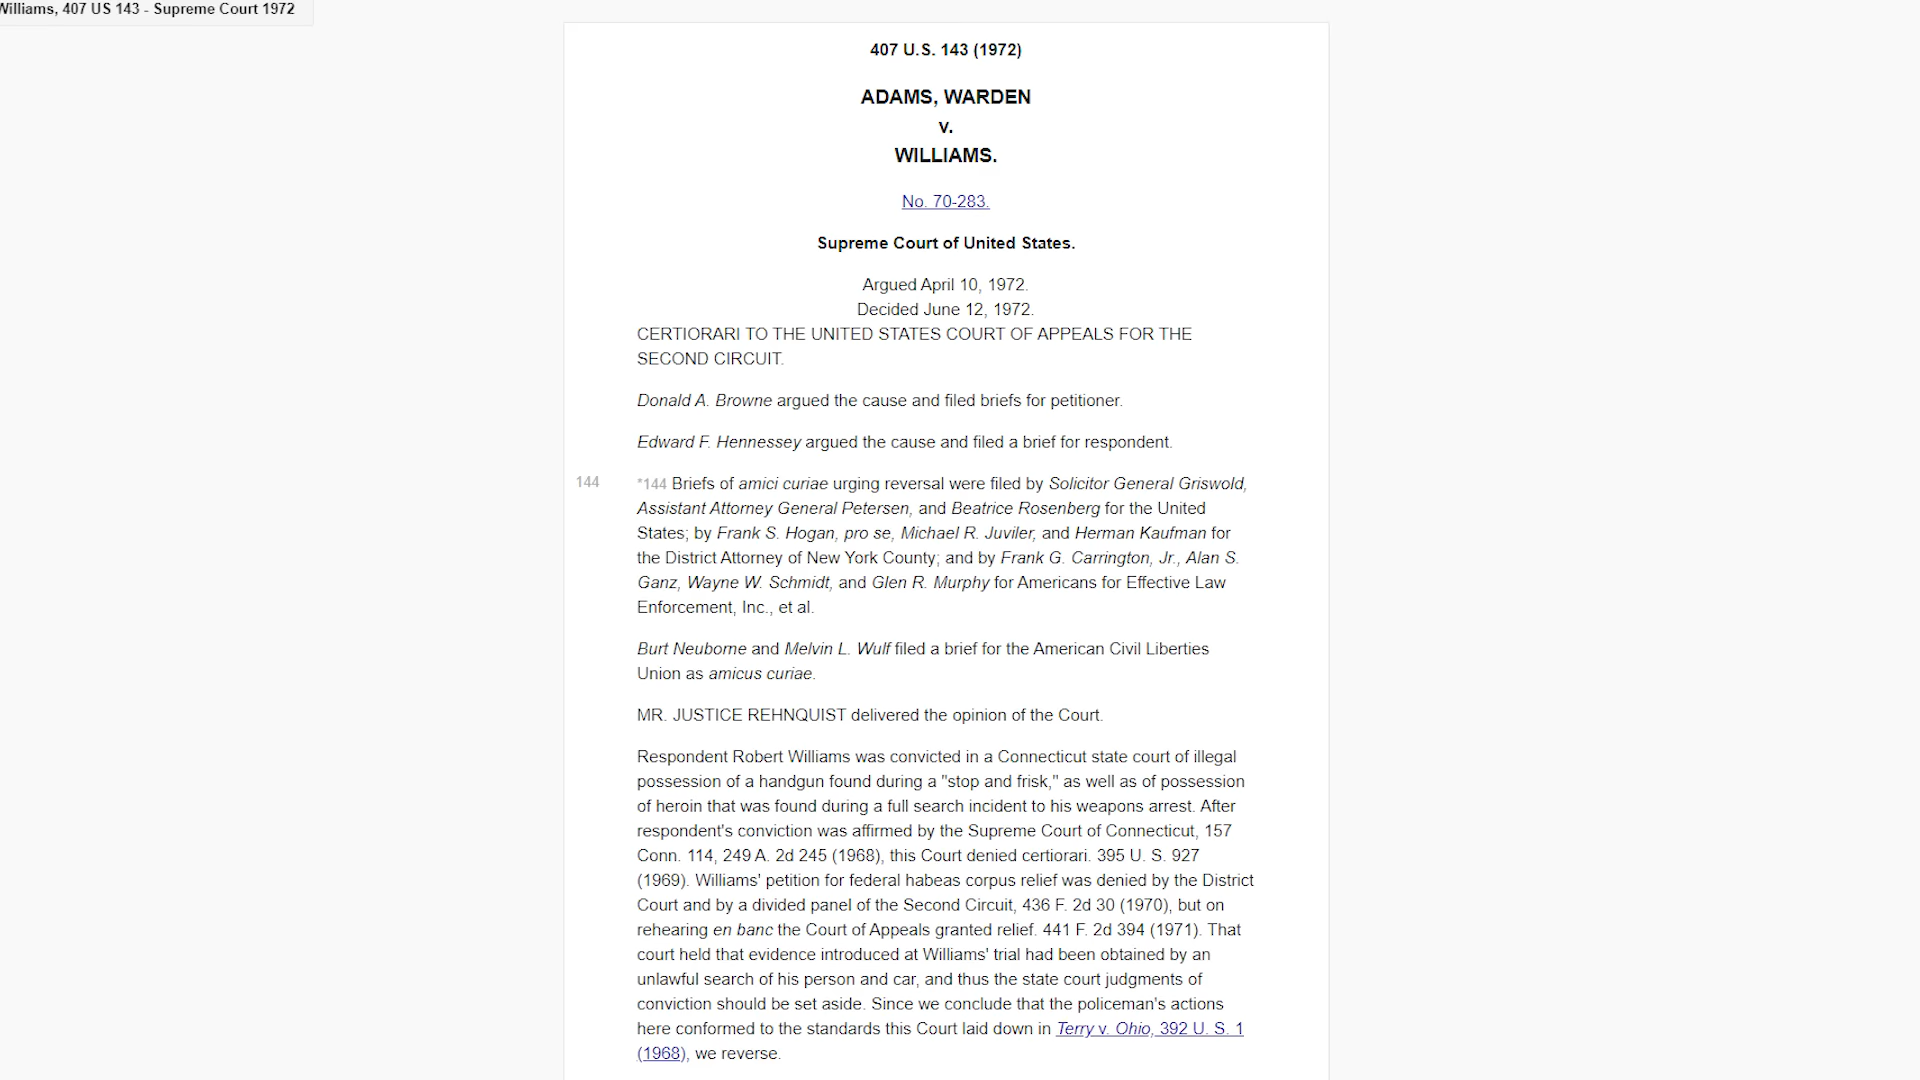 Williams, 407 US 143 - Supreme Court 1972
407 U.S. 143 (1972)
ADAMS, WARDEN
v.
WILLIAMS.
No. 70-283.
Supreme Court of United States.
Argued April 10, 1972.
Decided June 12, 1972.
CERTIORARI TO THE UNITED STATES COURT OF APPEALS FOR THE
SECOND CIRCUIT.
Donald A. Browne argued the cause and filed briefs for petitioner.
Edward F. Hennessey argued the cause and filed a brief for respondent.
144 *144 Briefs of amici curiae urging reversal were filed by Solicitor General Griswold,
Assistant Attorney General Petersen, and Beatrice Rosenberg for the United
States; by Frank S. Hogan, pro se, Michael R. Juviler, and Herman Kaufman for
the District Attorney of New York County; and by Frank G. Carrington, Jr., Alan S.
Ganz, Wayne W. Schmidt, and Glen R. Murphy for Americans for Effective Law
Enforcement, Inc., et al.
Burt Neuborne and Melvin L. Wulf filed a brief for the American Civil Liberties
Union as amicus curiae.
MR. JUSTICE REHNQUIST delivered the opinion of the Court.
Respondent Robert Williams was convicted in a Connecticut state court of illegal
possession of a handgun found during a "stop and frisk," as well as of possession
of heroin that was found during a full search incident to his weapons arrest. After
respondent's conviction was affirmed by the Supreme Court of Connecticut, 157
Conn. 114, 249 A. 2d 245 (1968), this Court denied certiorari. 395 U. S. 927
(1969). Williams' petition for federal habeas corpus relief was denied by the District
Court and by a divided panel of the Second Circuit, 436 F. 2d 30 (1970), but on
rehearing en banc the Court of Appeals granted relief. 441 F. 2d 394 (1971). That
court held that evidence introduced at Williams' trial had been obtained by an
unlawful search of his person and car, and thus the state court judgments of
conviction should be set aside. Since we conclude that the policeman's actions
here conformed to the standards this Court laid down in Terry v. Ohio, 392 U. S. 1
(1968), we reverse.